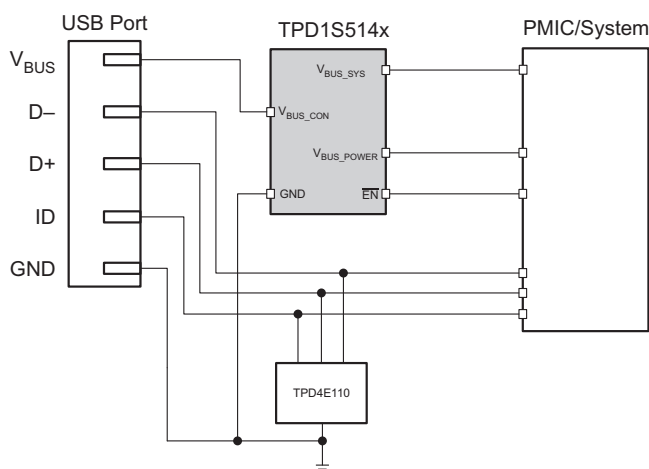 USB Port
TPD1S514x
PMIC/System
VBUS
D–
D+
ID
GND
VBUS_SYS
VBUS_CON
VBUS_POWER
GND
EN
TPD4E110